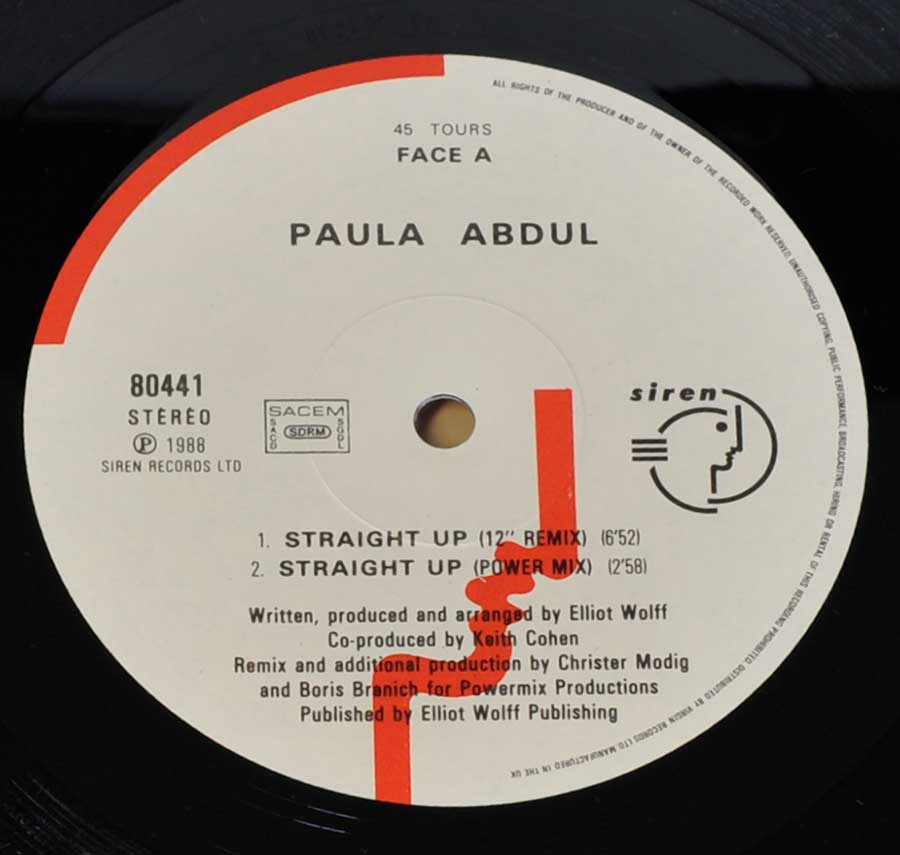 45 TOURS
FACE A
PAULA ABDUL
80441
STÉRÉO
Ⓟ 1988
SIREN RECORDS LTD
SACEM
SACD
SDRM
SGDL
siren
1. STRAIGHT UP (12" REMIX) (6'52)
2. STRAIGHT UP (POWER MIX) (2'58)
Written, produced and arranged by Elliot Wolff
Co-produced by Keith Cohen
Remix and additional production by Christer Modig
and Boris Branich for Powermix Productions
Published by Elliot Wolff Publishing
ALL RIGHTS OF THE PRODUCER AND OF THE OWNER OF THE RECORDED WORK RESERVED. UNAUTHORISED COPYING, PUBLIC PERFORMANCE, BROADCASTING, HIRING OR RENTAL OF THIS RECORDING PROHIBITED. DISTRIBUTED BY VIRGIN RECORDS LTD. MANUFACTURED IN THE UK